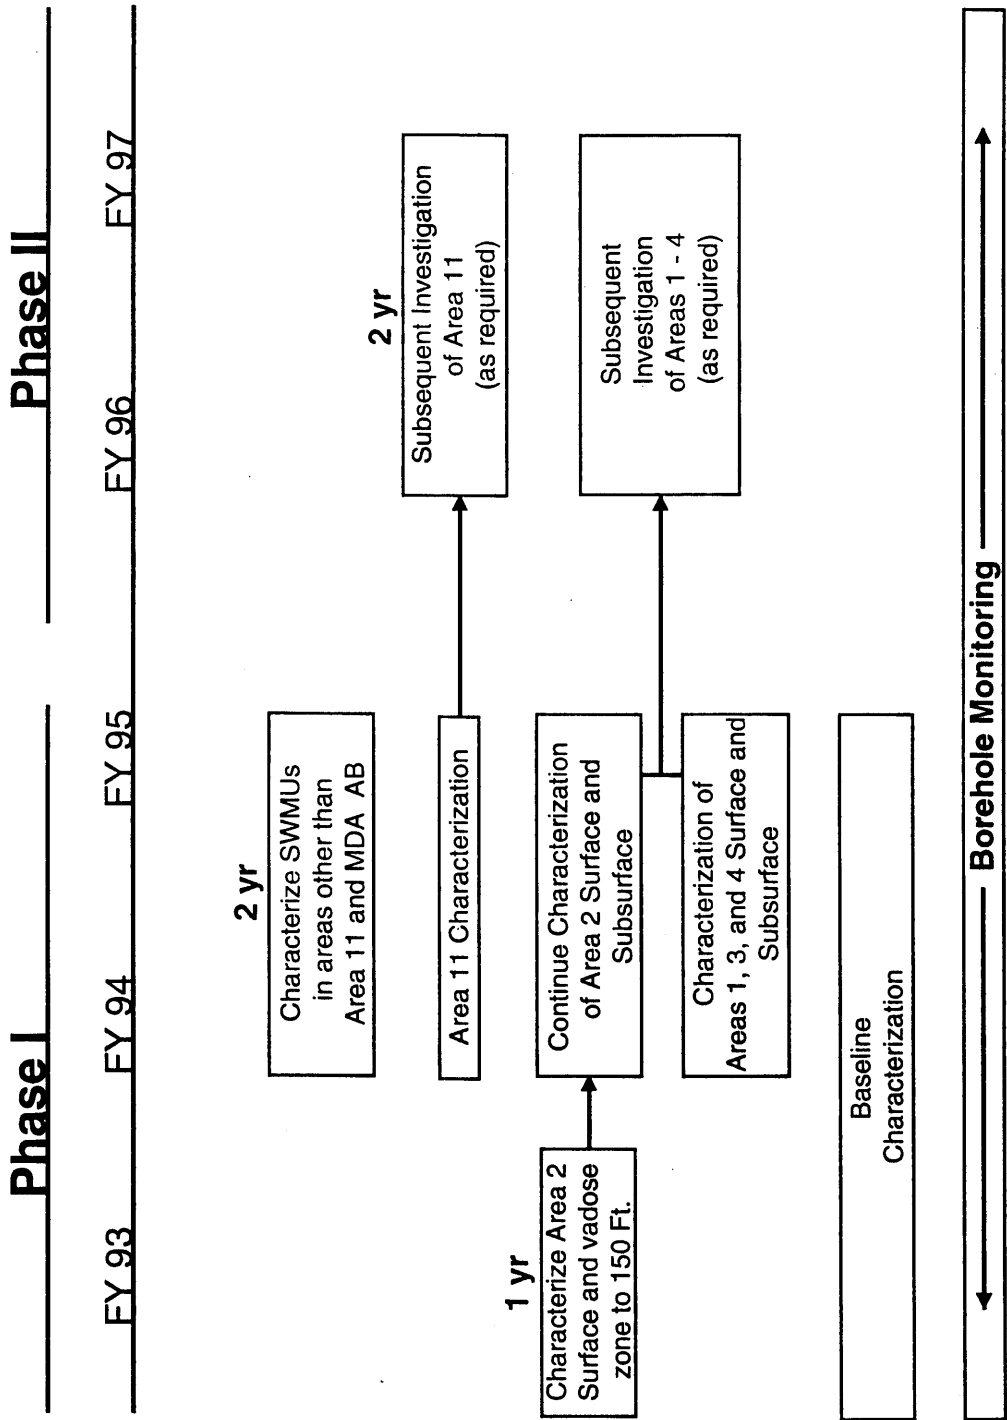 Phase I
Phase II
FY 93
FY 94
FY 95
FY 96
FY 97
2 yr
Characterize SWMUs
in areas other than
Area 11 and MDA AB
2 yr
Subsequent Investigation
of Area 11
(as required)
Area 11 Characterization
1 yr
Characterize Area 2
Surface and vadose
zone to 150 Ft.
Continue Characterization
of Area 2 Surface and
Subsurface
Subsequent
Investigation
of Areas 1 - 4
(as required)
Characterization of
Areas 1, 3, and 4 Surface and
Subsurface
Baseline
Characterization
Borehole Monitoring